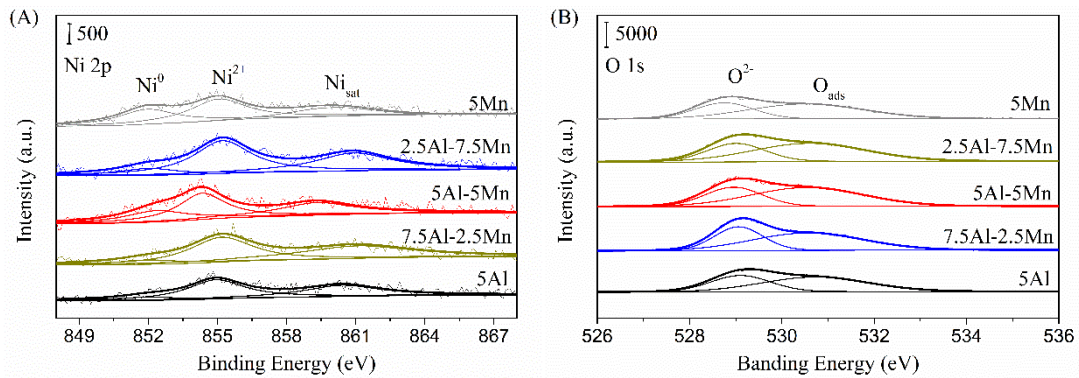 (A)
500
Ni 2p
Ni⁰
Ni²⁺
Ni_sat
5Mn
2.5Al-7.5Mn
5Al-5Mn
7.5Al-2.5Mn
5Al
Intensity (a.u.)
849 852 855 858 861 864 867
Binding Energy (eV)
(B)
5000
O 1s
O²⁻
O_ads
5Mn
2.5Al-7.5Mn
5Al-5Mn
7.5Al-2.5Mn
5Al
Intensity (a.u.)
526 528 530 532 534 536
Banding Energy (eV)